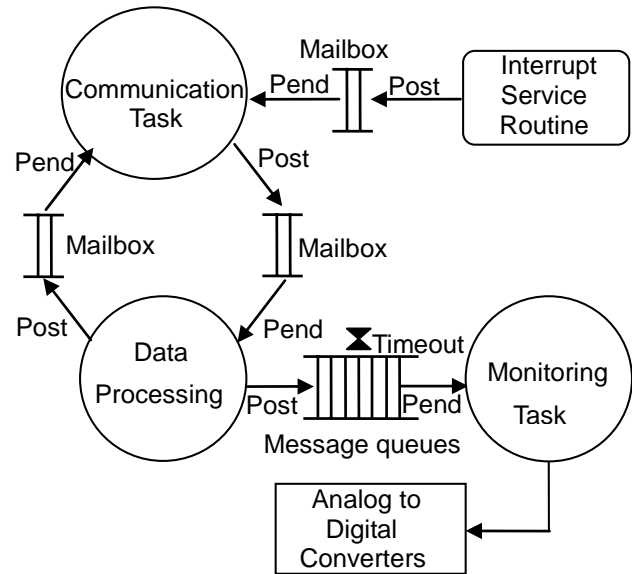 Mailbox
Communication
Task
Pend
Post
Interrupt
Service
Routine
Pend
Post
Mailbox
Mailbox
Post
Pend
Data
Processing
Timeout
Post
Pend
Message queues
Monitoring
Task
Analog to
Digital
Converters